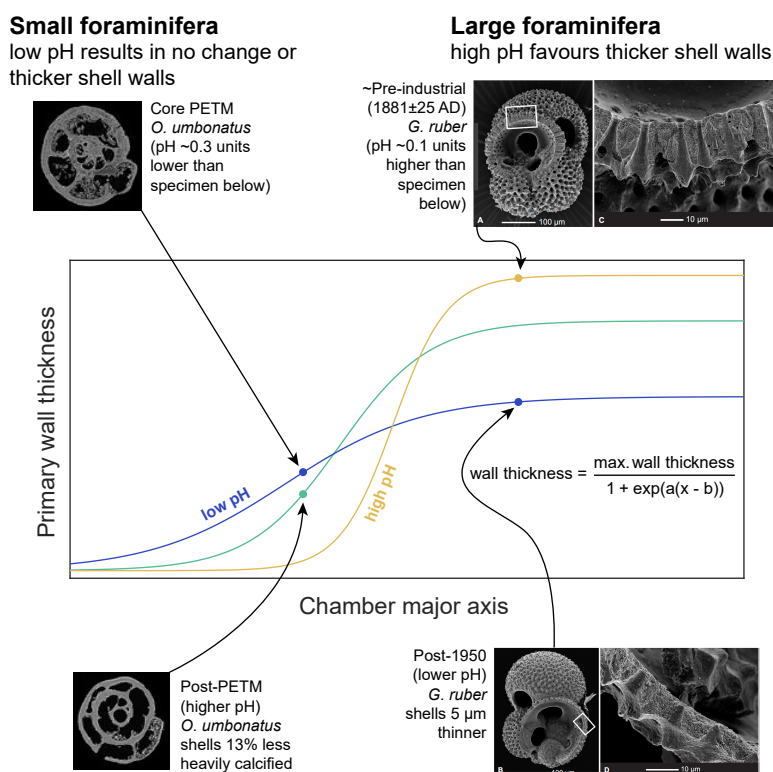 Small foraminifera
low pH results in no change or
thicker shell walls
Large foraminifera
high pH favours thicker shell walls
Core PETM
O. umbonatus
(pH ~0.3 units
lower than
specimen below)
~Pre-industrial
(1881±25 AD)
G. ruber
(pH ~0.1 units
higher than
specimen
below)
A
100 µm
C
10 µm
Primary wall thickness
low pH
high pH
wall thickness = max. wall thickness
1 + exp(a(x - b))
Chamber major axis
Post-PETM
(higher pH)
O. umbonatus
shells 13% less
heavily calcified
Post-1950
(lower pH)
G. ruber
shells 5 µm
thinner
B
100 µm
D
10 µm